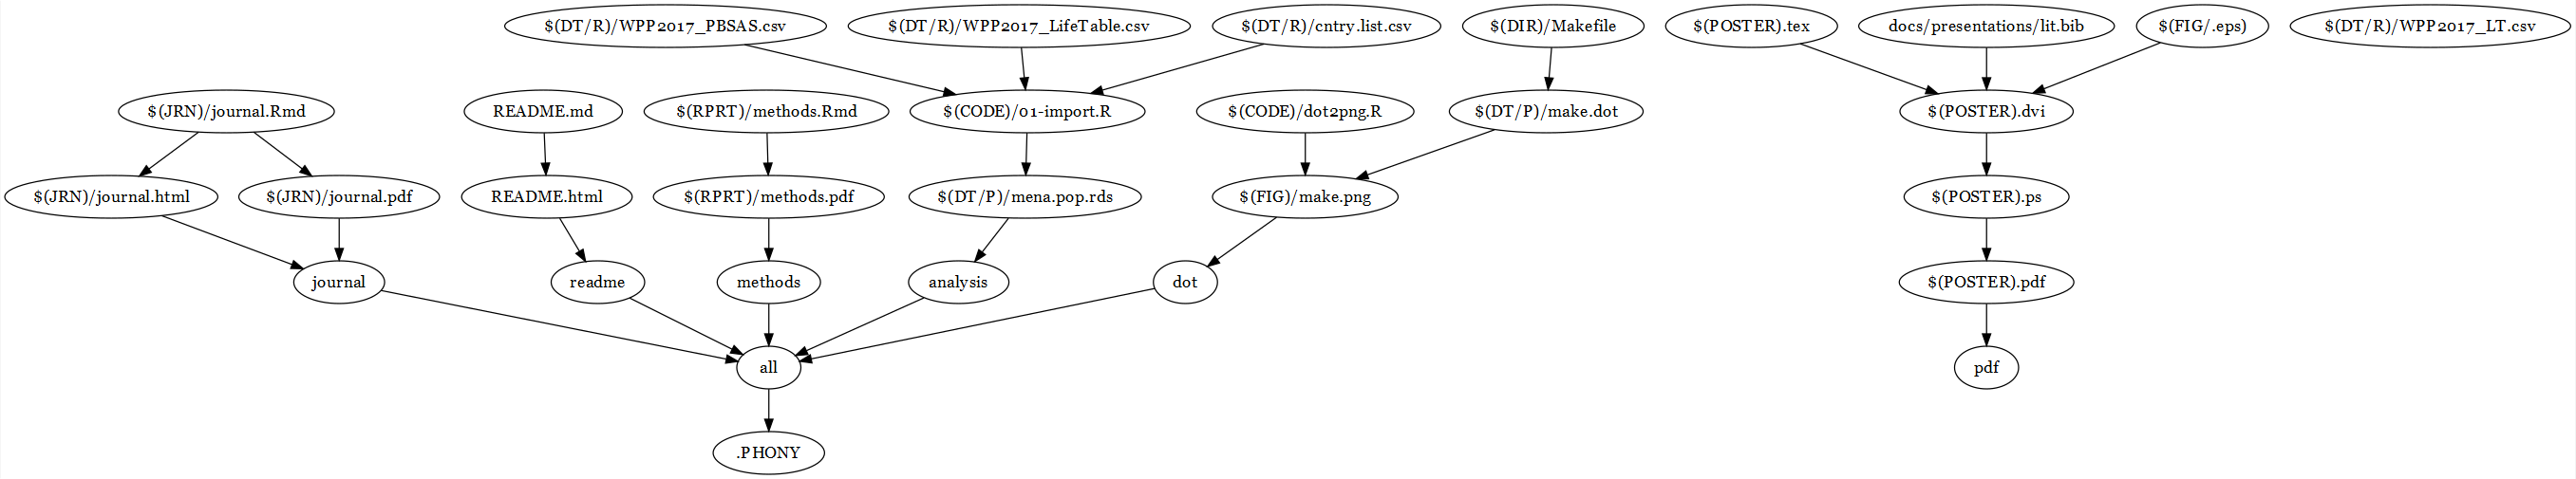 $(DT/R)/WPP2017_PBSAS.csv
$(DT/R)/WPP2017_LifeTable.csv
$(DT/R)/cntry.list.csv
$(DIR)/Makefile
$(POSTER).tex
docs/presentations/lit.bib
$(FIG/.eps)
$(DT/R)/WPP2017_LT.csv
$(JRN)/journal.Rmd
README.md
$(RPRT)/methods.Rmd
$(CODE)/01-import.R
$(CODE)/dot2png.R
$(DT/P)/make.dot
$(POSTER).dvi
$(JRN)/journal.html
$(JRN)/journal.pdf
README.html
$(RPRT)/methods.pdf
$(DT/P)/mena.pop.rds
$(FIG)/make.png
$(POSTER).ps
journal
readme
methods
analysis
dot
$(POSTER).pdf
all
pdf
.PHONY